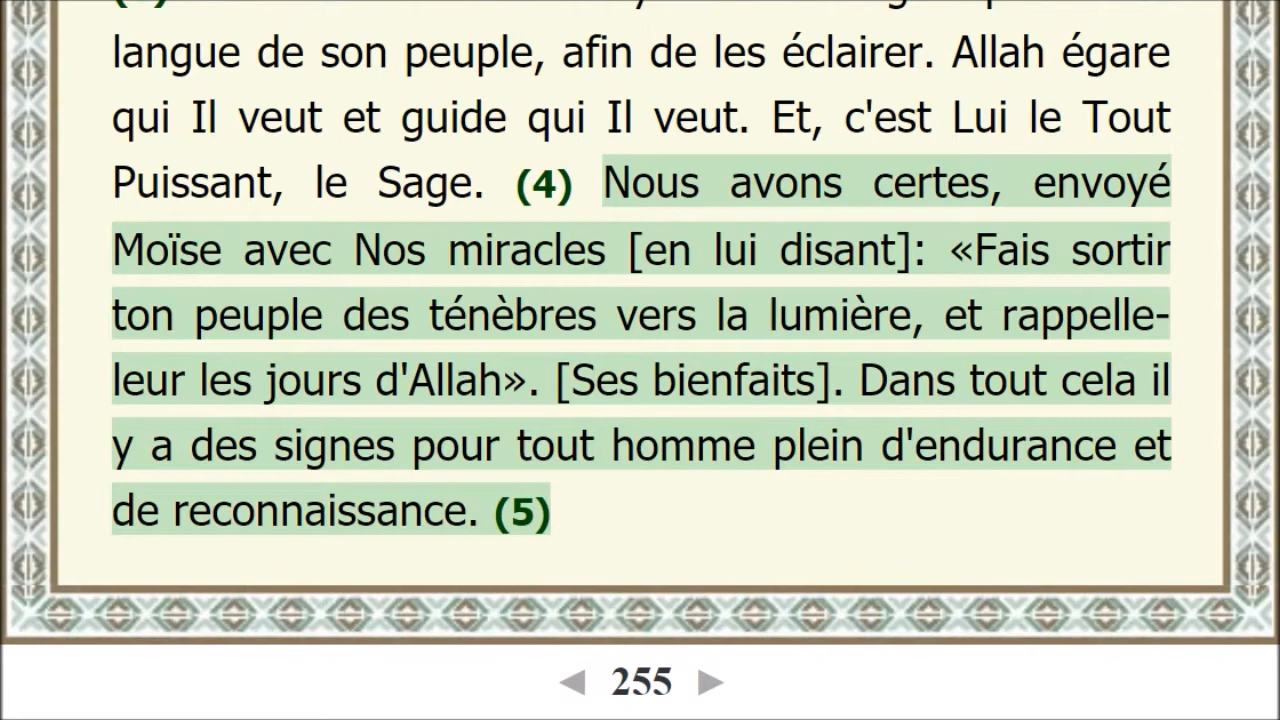 langue de son peuple, afin de les éclairer. Allah égare
qui Il veut et guide qui Il veut. Et, c'est Lui le Tout
Puissant, le Sage. (4) Nous avons certes, envoyé
Moïse avec Nos miracles [en lui disant]: «Fais sortir
ton peuple des ténèbres vers la lumière, et rappelle-
leur les jours d'Allah». [Ses bienfaits]. Dans tout cela il
y a des signes pour tout homme plein d'endurance et
de reconnaissance. (5)
255